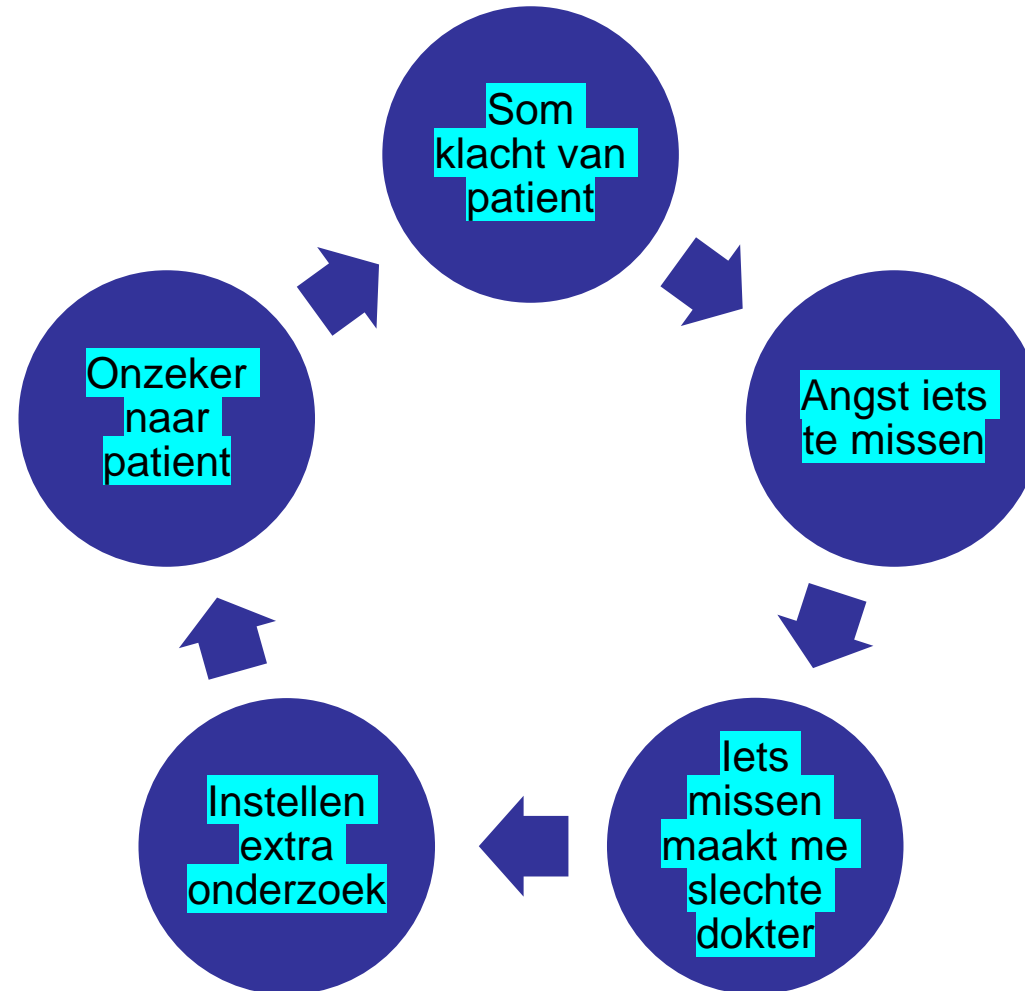 Som
klacht van
patient
Angst iets
te missen
Iets
missen
maakt me
slechte
dokter
Instellen
extra
onderzoek
Onzeker
naar
patient